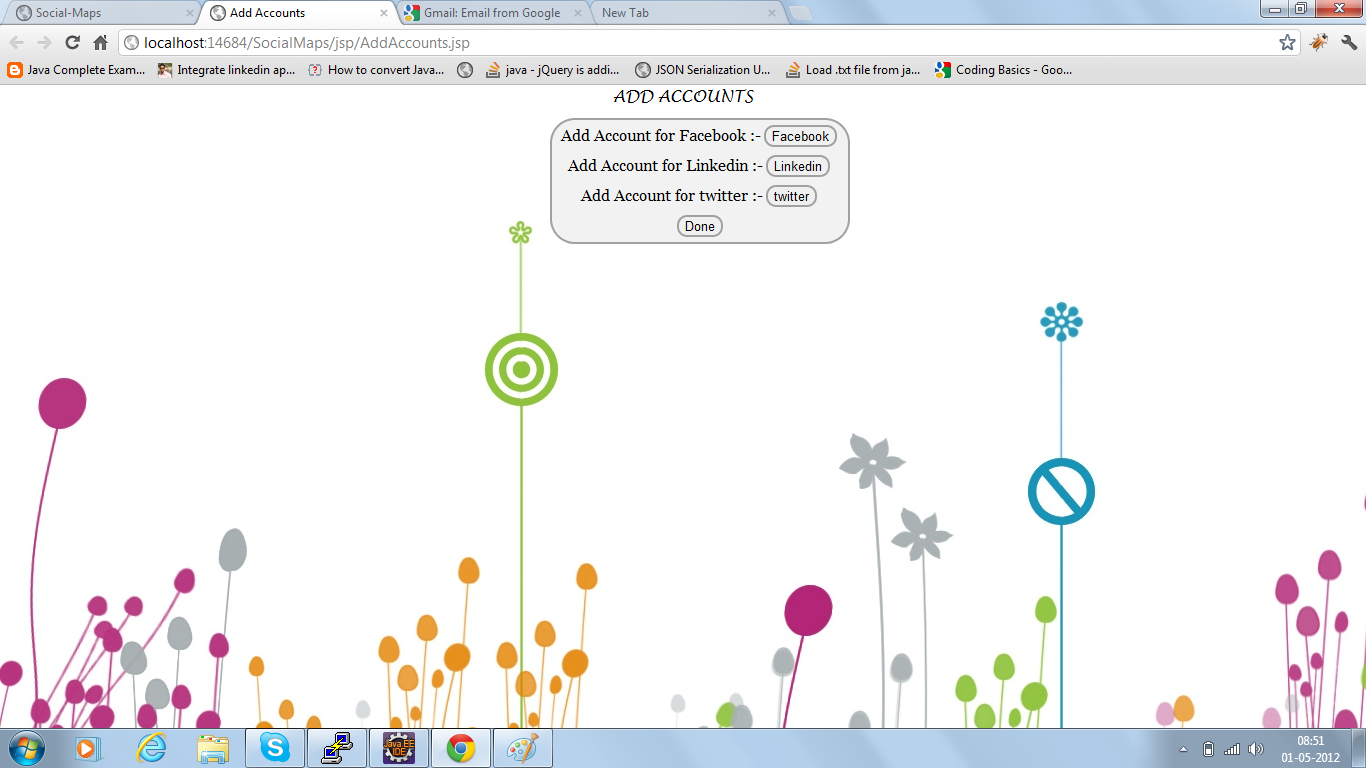 Social-Maps
Add Accounts
Gmail: Email from Google
New Tab
localhost:14684/SocialMaps/jsp/AddAccounts.jsp
Java Complete Exam...
Integrate linkedin ap...
How to convert Java...
java - jQuery is addi...
JSON Serialization U...
Load .txt file from ja...
Coding Basics - Goo...
ADD ACCOUNTS
Add Account for Facebook :- Facebook
Add Account for Linkedin :- Linkedin
Add Account for twitter :- twitter
Done
Java EE
IDE
08:51
01-05-2012